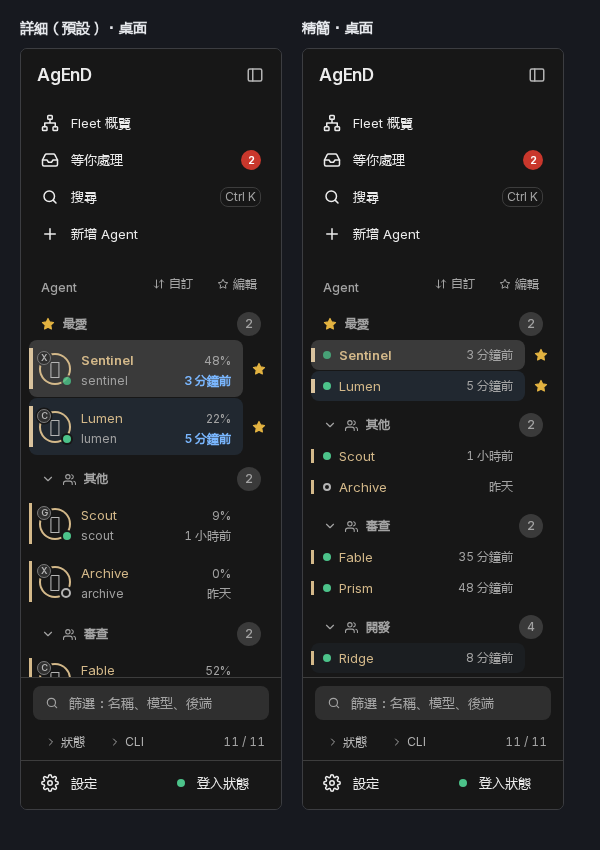 詳細（預設）· 桌面
AgEnD
Fleet 概覽
等你處理 2
搜尋 Ctrl K
新增 Agent
Agent 自訂 編輯
最愛 2
X Sentinel 48%
sentinel 3 分鐘前
C Lumen 22%
lumen 5 分鐘前
其他 2
G Scout 9%
scout 1 小時前
X Archive 0%
archive 昨天
審查 2
C Fable 52%
篩選：名稱、模型、後端
狀態 CLI 11 / 11
設定 登入狀態
精簡 · 桌面
AgEnD
Fleet 概覽
等你處理 2
搜尋 Ctrl K
新增 Agent
Agent 自訂 編輯
最愛 2
Sentinel 3 分鐘前
Lumen 5 分鐘前
其他 2
Scout 1 小時前
Archive 昨天
審查 2
Fable 35 分鐘前
Prism 48 分鐘前
開發 4
Ridge 8 分鐘前
篩選：名稱、模型、後端
狀態 CLI 11 / 11
設定 登入狀態